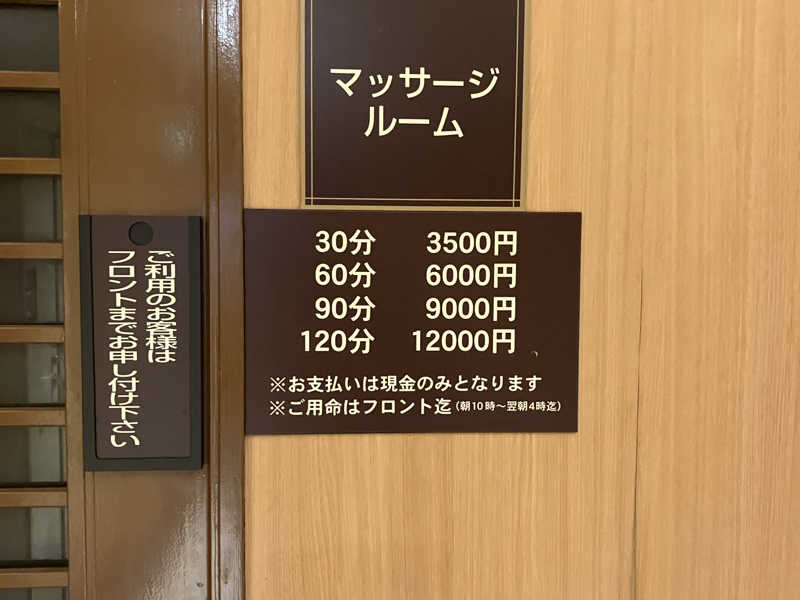 マッサージ
ルーム
30分 3500円
60分 6000円
90分 9000円
120分 12000円
※お支払いは現金のみとなります
※ご用命はフロント迄（朝10時〜翌朝4時迄）
ご利用のお客様は
フロントまでお申し付け下さい